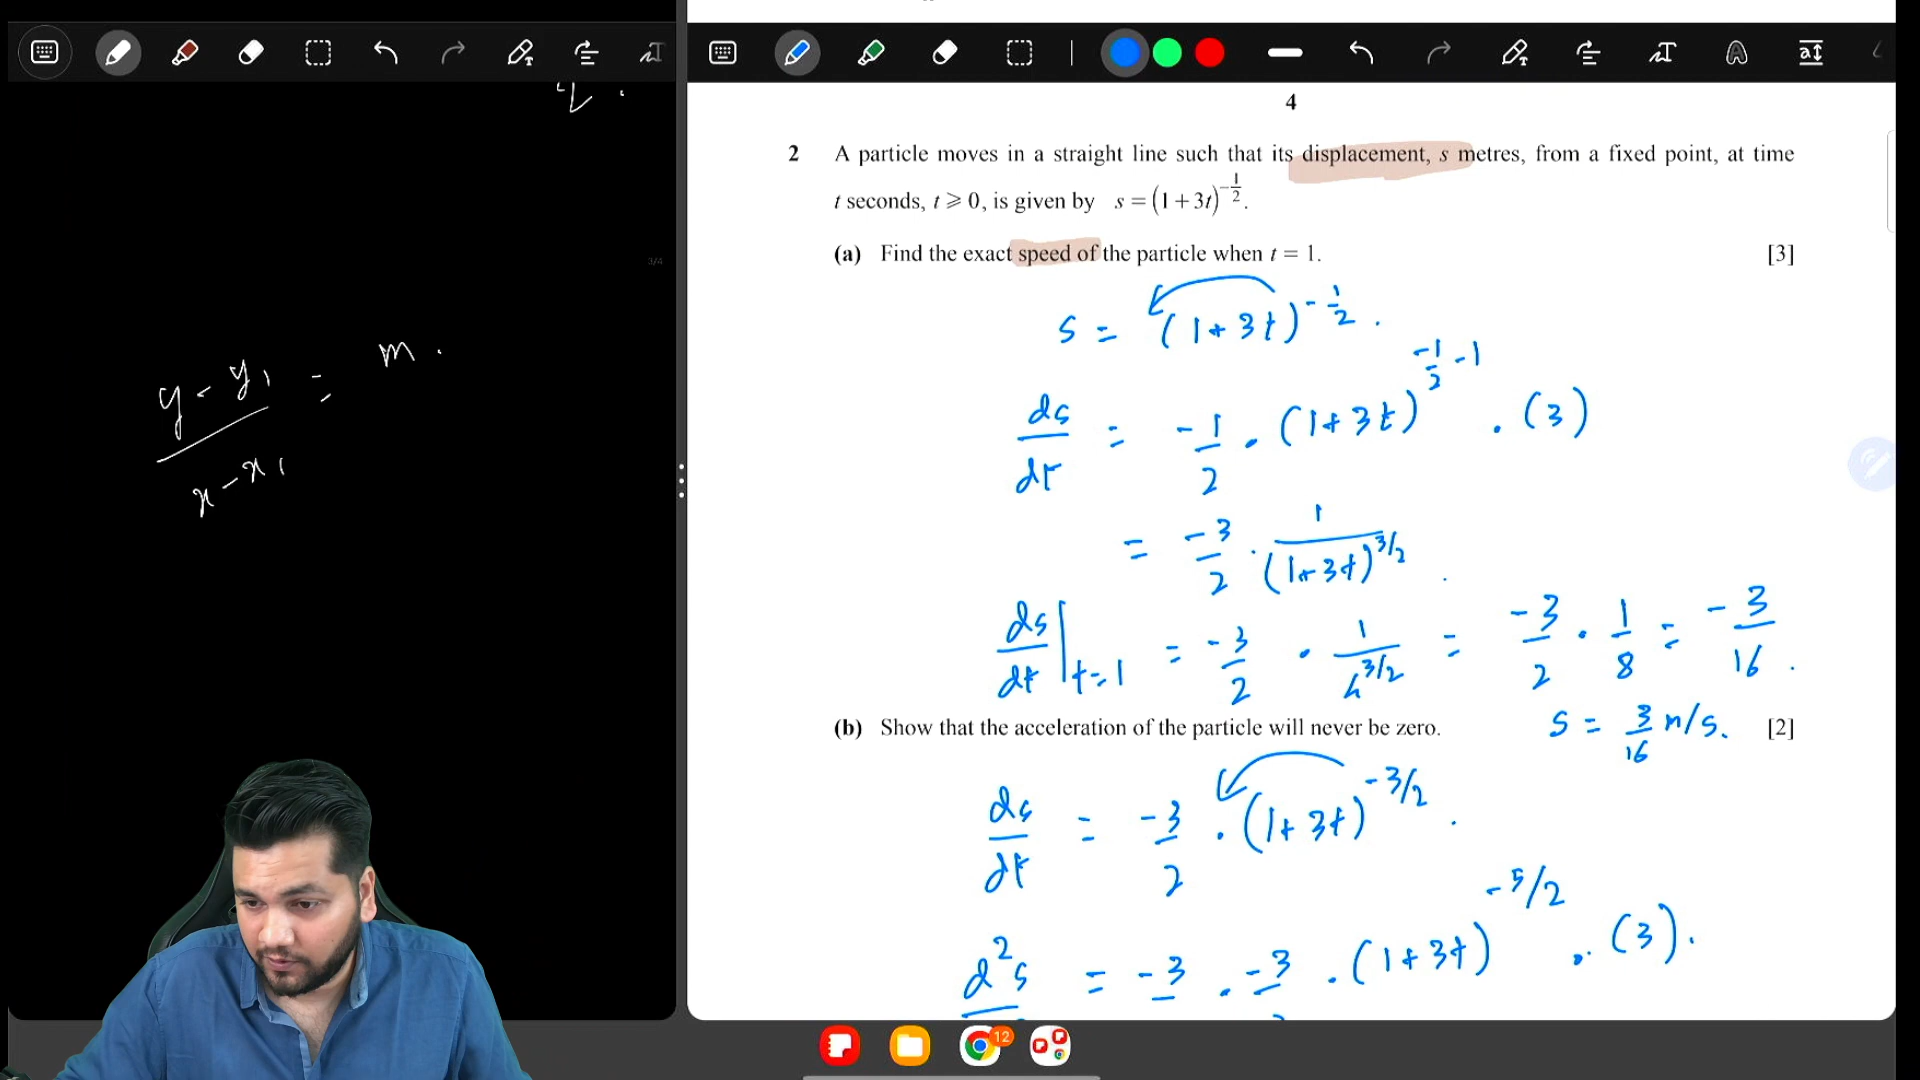 y - y₁ / x - x₁ = m.
3/4
4
2 A particle moves in a straight line such that its displacement, s metres, from a fixed point, at time
t seconds, t ⩾ 0, is given by s = (1 + 3t)^(-1/2).
(a) Find the exact speed of the particle when t = 1. [3]
s = (1 + 3t)^(-1/2).
ds/dt = -1/2 . (1 + 3t)^(-1/2 - 1) . (3)
= -3/2 . 1/(1 + 3t)^(3/2)
ds/dt |t=1 = -3/2 . 1/4^(3/2) = -3/2 . 1/8 = -3/16.
(b) Show that the acceleration of the particle will never be zero. [2]
s = 3/16 m/s.
ds/dt = -3/2 . (1 + 3t)^(-3/2).
d²s = -3 . -3 . (1 + 3t)^(-5/2) . (3).
12